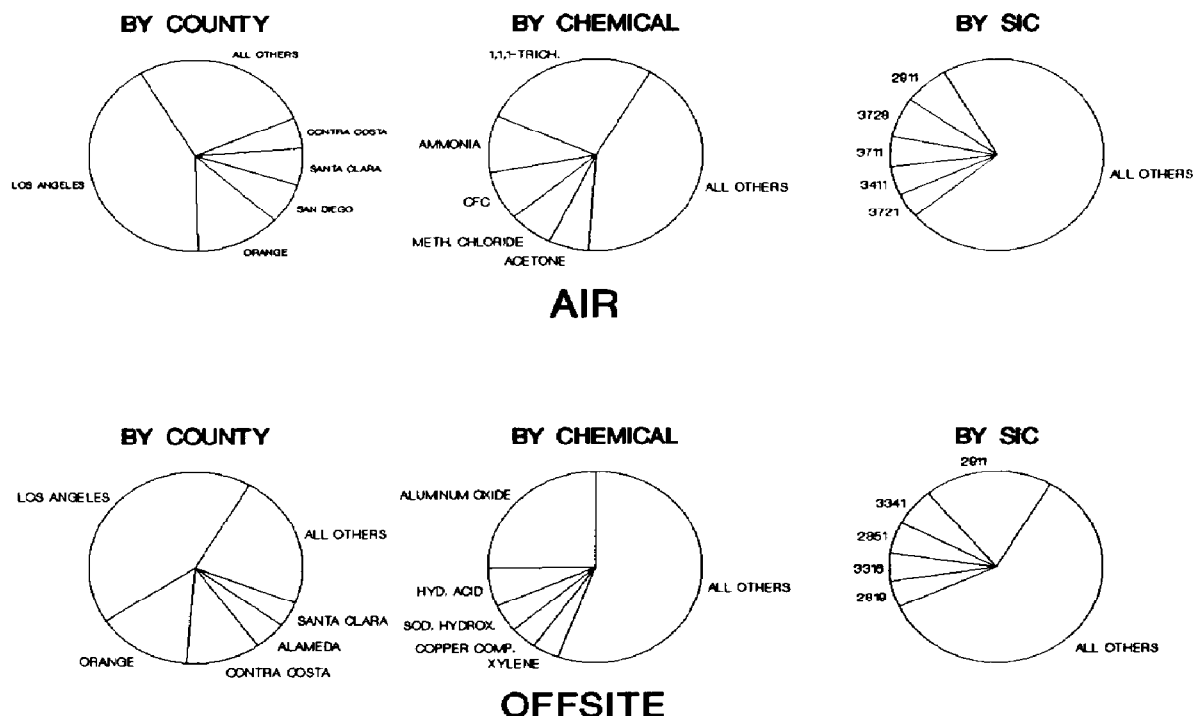 BY COUNTY
ALL OTHERS
CONTRA COSTA
SANTA CLARA
SAN DIEGO
ORANGE
LOS ANGELES
BY CHEMICAL
1,1,1-TRICH.
AMMONIA
CFC
METH. CHLORIDE
ACETONE
ALL OTHERS
BY SIC
2911
3728
3711
3411
3721
ALL OTHERS
AIR
BY COUNTY
LOS ANGELES
ALL OTHERS
SANTA CLARA
ALAMEDA
CONTRA COSTA
ORANGE
BY CHEMICAL
ALUMINUM OXIDE
HYD. ACID
SOD. HYDROX.
COPPER COMP.
XYLENE
ALL OTHERS
BY SIC
2911
3341
2851
3316
2819
ALL OTHERS
OFFSITE